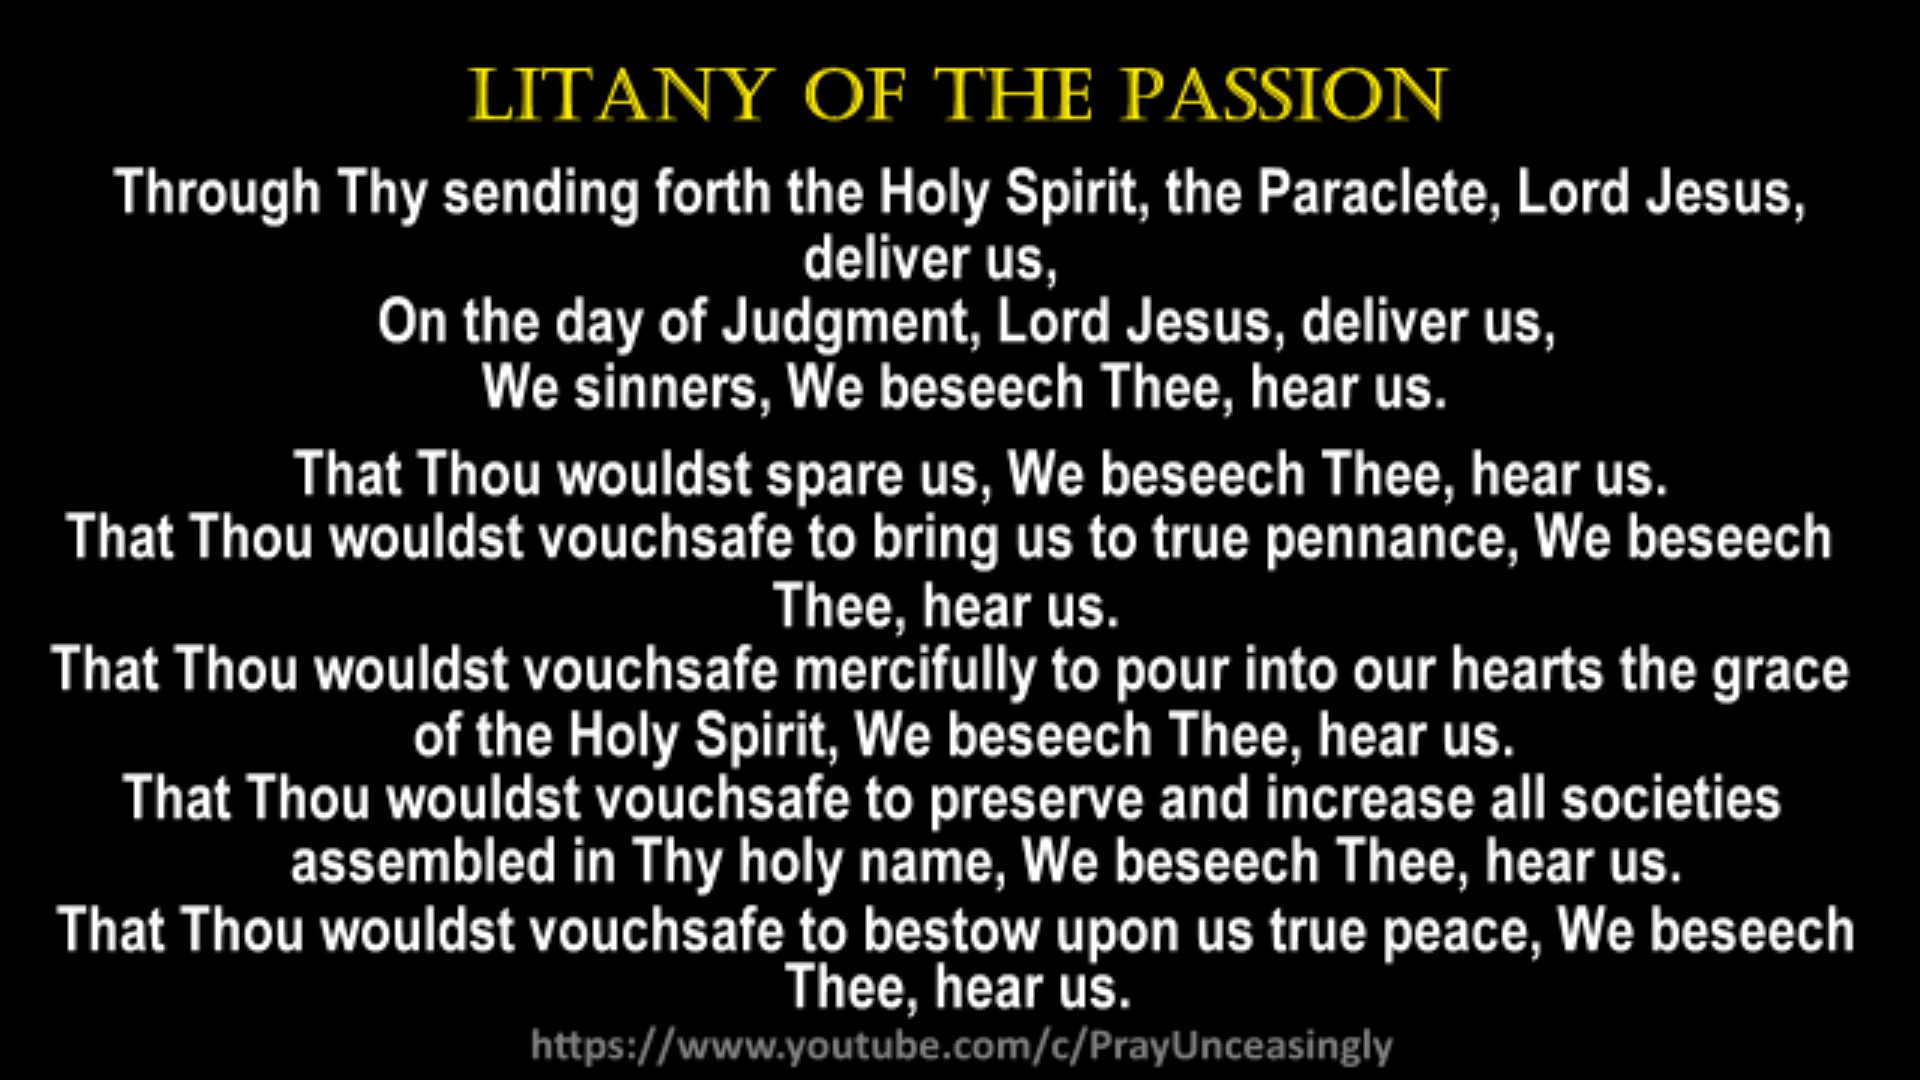 LITANY OF THE PASSION
Through Thy sending forth the Holy Spirit, the Paraclete, Lord Jesus,
deliver us,
On the day of Judgment, Lord Jesus, deliver us,
We sinners, We beseech Thee, hear us.
That Thou wouldst spare us, We beseech Thee, hear us.
That Thou wouldst vouchsafe to bring us to true pennance, We beseech
Thee, hear us.
That Thou wouldst vouchsafe mercifully to pour into our hearts the grace
of the Holy Spirit, We beseech Thee, hear us.
That Thou wouldst vouchsafe to preserve and increase all societies
assembled in Thy holy name, We beseech Thee, hear us.
That Thou wouldst vouchsafe to bestow upon us true peace, We beseech
Thee, hear us.
https://www.youtube.com/c/PrayUnceasingly